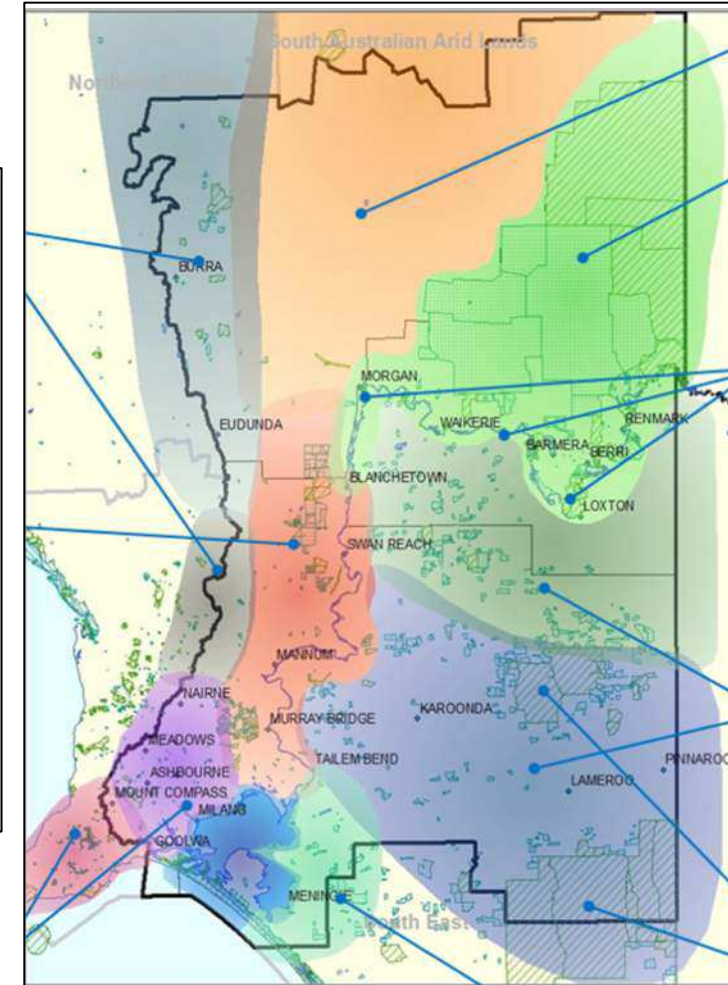 South Australian Arid Lands
BURRA
MORGAN
EUDUNDA
WAIKERIE
RENMARK
BARMERA
BERRI
BLANCHETOWN
LOXTON
SWAN REACH
MANNUM
NAIRNE
KAROONDA
MURRAY BRIDGE
MEADOWS
TAILEM BEND
PINNAROO
ASHBOURNE
LAMEROO
MOUNT COMPASS
MILANG
GOOLWA
MENINGIE
South East